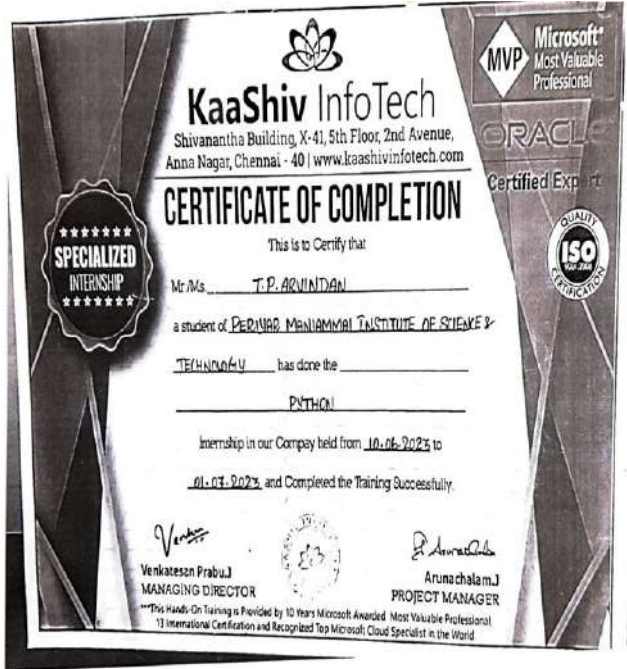 KaaShiv InfoTech
Shivanantha Building, X-41, 5th Floor, 2nd Avenue,
Anna Nagar, Chennai - 40 | www.kaashivinfotech.com
MVP
Microsoft®
Most Valuable
Professional
ORACLE
Certified Expert
CERTIFICATE OF COMPLETION
SPECIALIZED
INTERNSHIP
QUALITY
ISO
CERTIFICATION
This is to Certify that
Mr./Ms. T.P. ARVINDAN
a student of PERIYAR MANIAMMAI INSTITUTE OF SCIENCE &
TECHNOLOGY has done the
PYTHON
Internship in our Compay held from 10.06.2023 to
01.07.2023 and Completed the Training Successfully.
Venkatesan Prabu.J
MANAGING DIRECTOR
Arunachalam.J
PROJECT MANAGER
***This Hands-On Training is Provided by 10 Years Microsoft Awarded Most Valuable Professional,
13 International Certification and Recognized Top Microsoft Cloud Specialist in the World